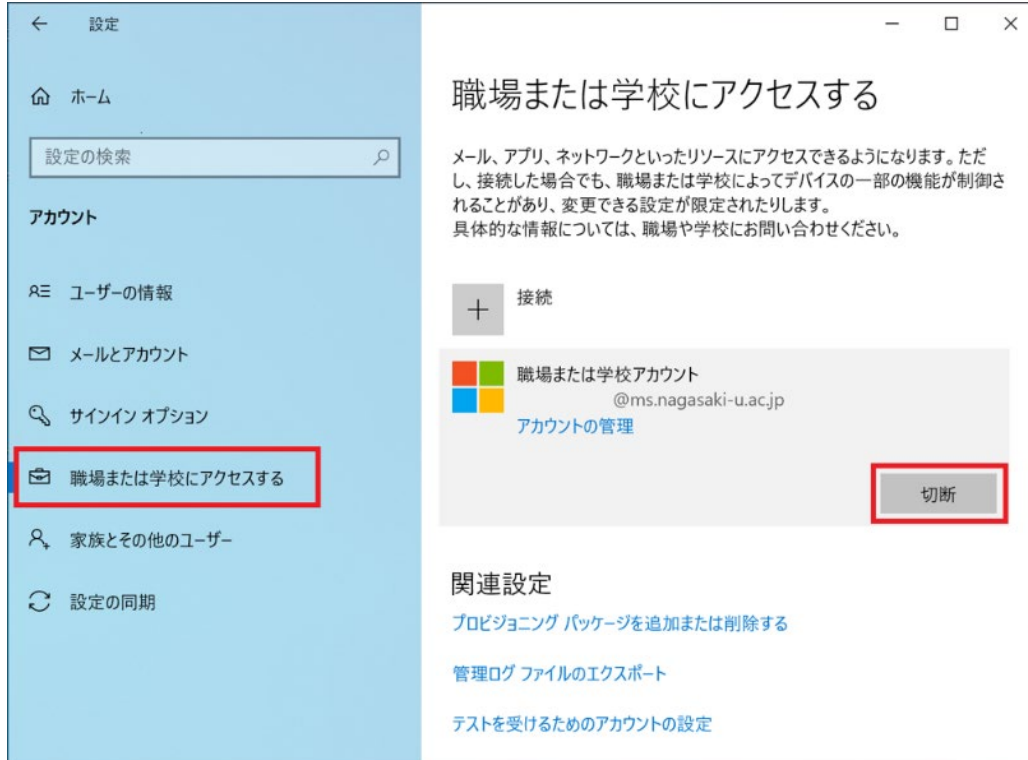 設定
ホーム
設定の検索
アカウント
ユーザーの情報
メールとアカウント
サインイン オプション
職場または学校にアクセスする
家族とその他のユーザー
設定の同期
職場または学校にアクセスする
メール、アプリ、ネットワークといったリソースにアクセスできるようになります。ただ
し、接続した場合でも、職場または学校によってデバイスの一部の機能が制御さ
れることがあり、変更できる設定が限定されたりします。
具体的な情報については、職場や学校にお問い合わせください。
接続
職場または学校アカウント
@ms.nagasaki-u.ac.jp
アカウントの管理
切断
関連設定
プロビジョニング パッケージを追加または削除する
管理ログ ファイルのエクスポート
テストを受けるためのアカウントの設定